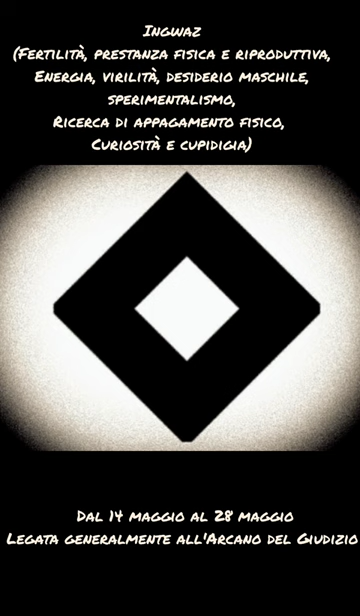 Ingwaz
(Fertilità, prestanza fisica e riproduttiva,
Energia, virilità, desiderio maschile,
sperimentalismo,
Ricerca di appagamento fisico,
Curiosità e cupidigia)
Dal 14 maggio al 28 maggio
Legata generalmente all'Arcano del Giudizio